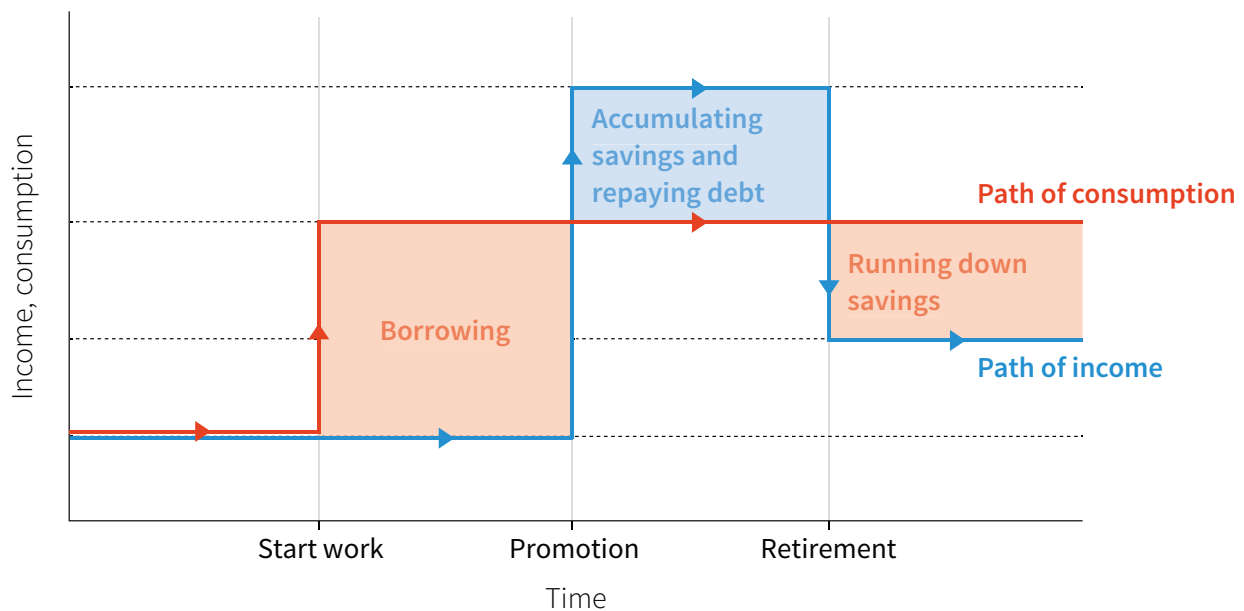 Income, consumption
Accumulating
savings and
repaying debt
Path of consumption
Running down
savings
Borrowing
Path of income
Start work
Promotion
Retirement
Time